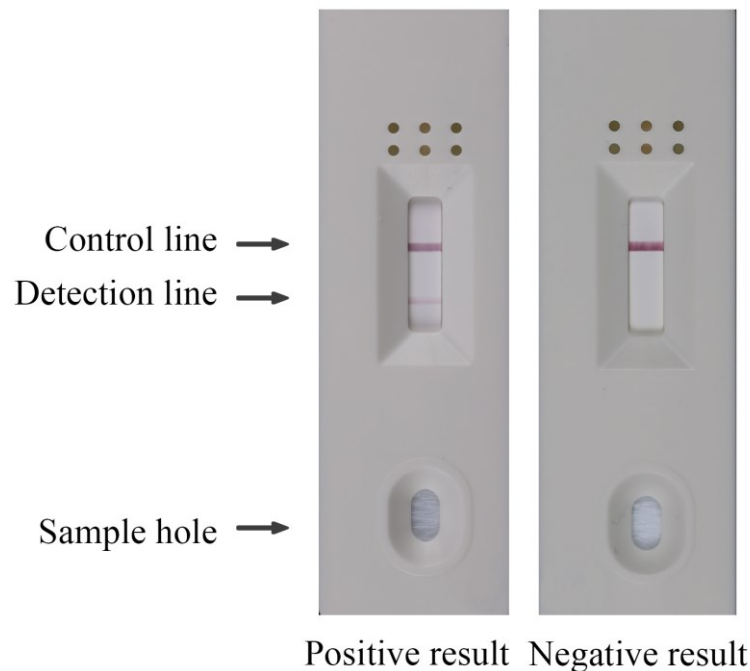 Control line
Detection line
Sample hole
Positive result
Negative result